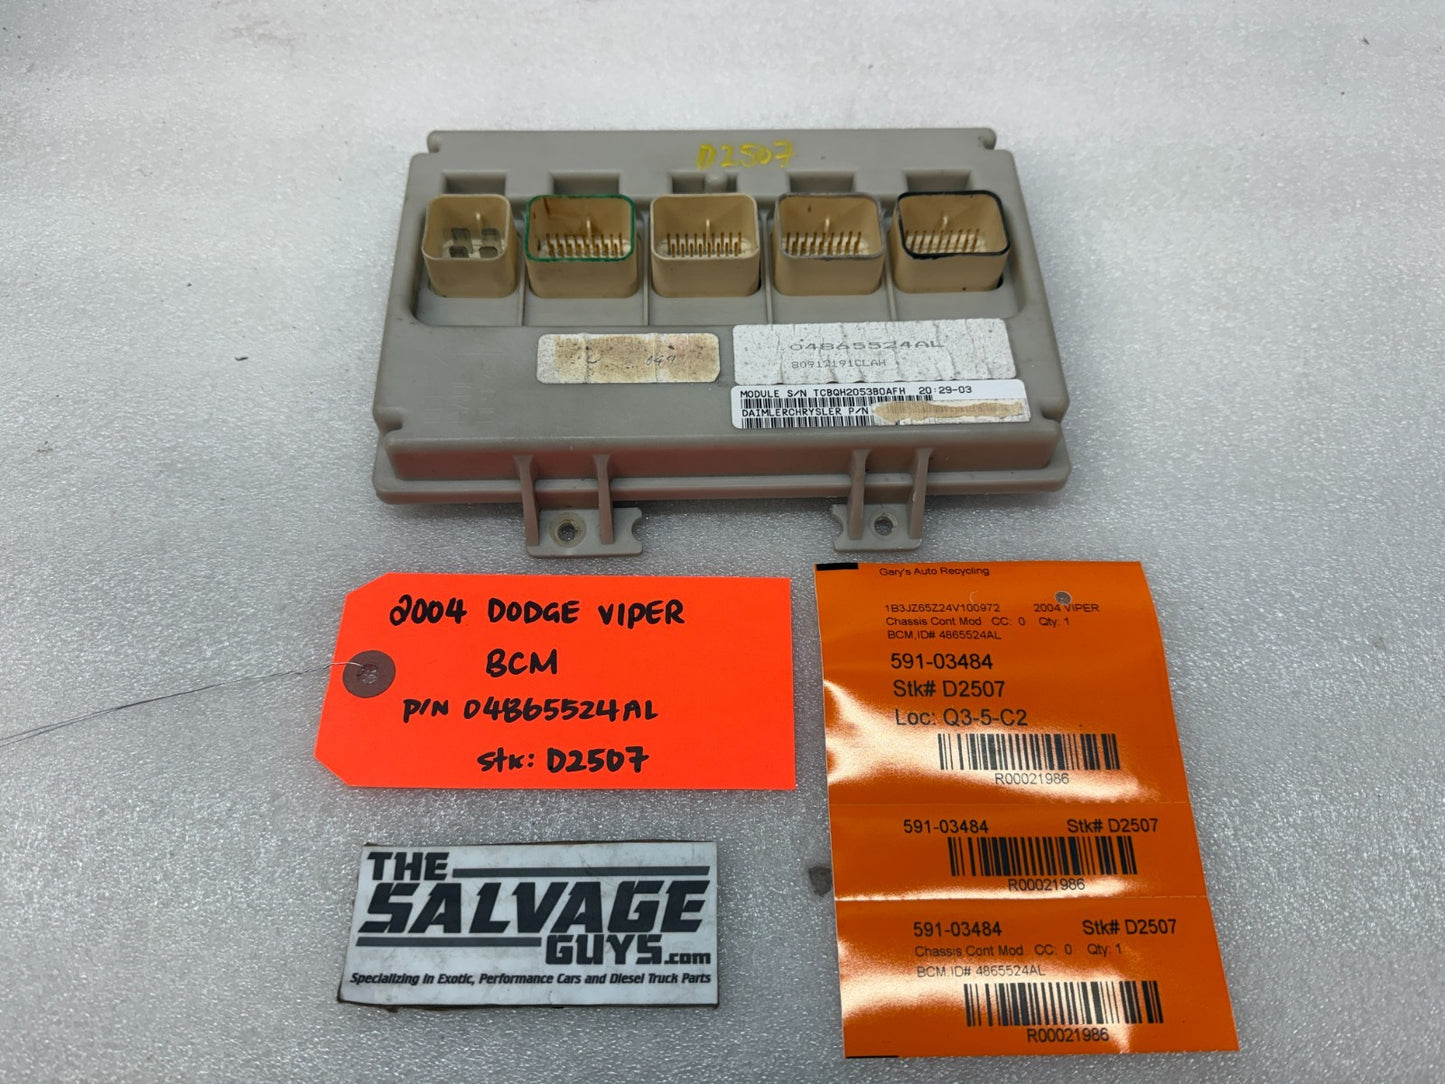 D2507
04865524AL
80912191CLAH
MODULE S/N TCBQH2053B0AFH 20:29-03
DAIMLERCHRYSLER P/N
2004 DODGE VIPER
BCM
P/N 04865524AL
Stk: D2507
Gary's Auto Recycling
1B3JZ65Z24V100972 2004 VIPER
Chassis Cont Mod CC: 0 Qty: 1
BCM,ID# 4865524AL
591-03484
Stk# D2507
Loc: Q3-5-C2
R00021986
591-03484 Stk# D2507
R00021986
591-03484 Stk# D2507
Chassis Cont Mod CC: 0 Qty: 1
BCM,ID# 4865524AL
R00021986
THE
SALVAGE
GUYS.com
Specializing in Exotic, Performance Cars and Diesel Truck Parts